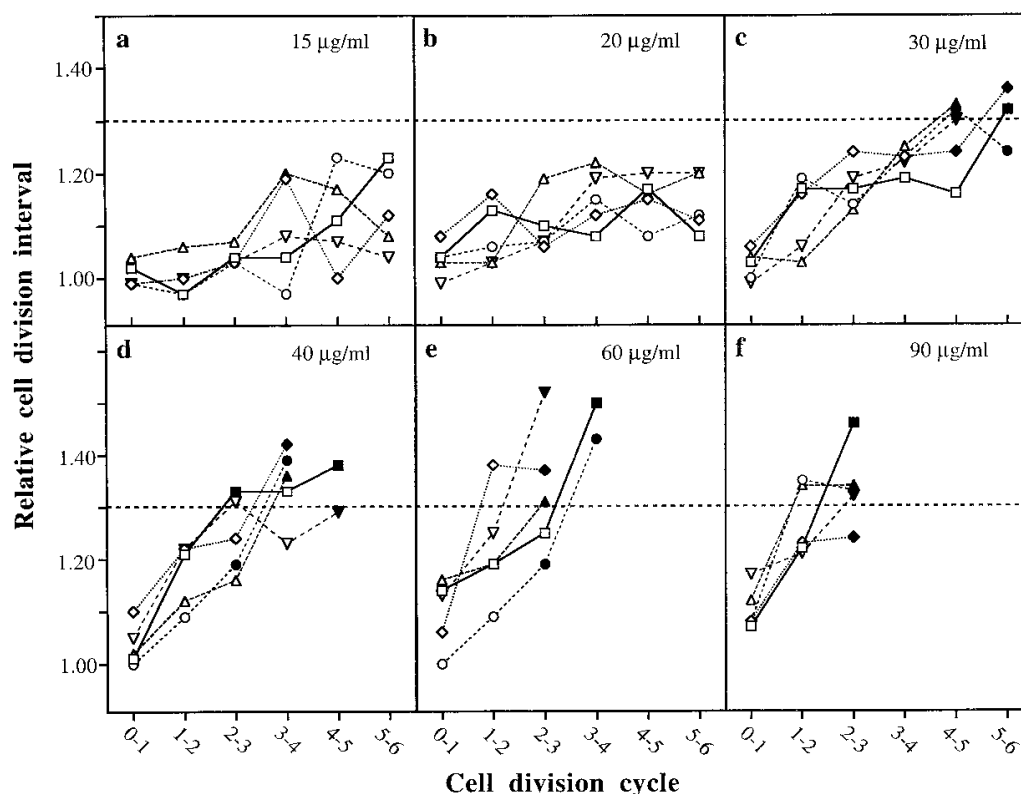 a 15 µg/ml
b 20 µg/ml
c 30 µg/ml
1.40
1.20
1.00
d 40 µg/ml
e 60 µg/ml
f 90 µg/ml
1.40
1.20
1.00
Relative cell division interval
0-1 1-2 2-3 3-4 4-5 5-6
0-1 1-2 2-3 3-4 4-5 5-6
0-1 1-2 2-3 3-4 4-5 5-6
Cell division cycle